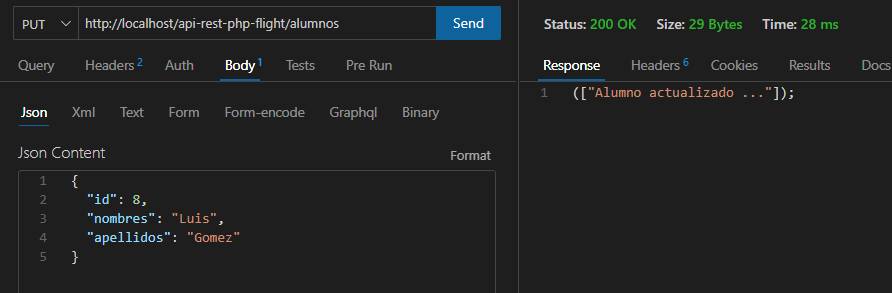 PUT http://localhost/api-rest-php-flight/alumnos Send
Query Headers 2 Auth Body 1 Tests Pre Run
Json Xml Text Form Form-encode Graphql Binary
Json Content Format
1 {
2 "id": 8,
3 "nombres": "Luis",
4 "apellidos": "Gomez"
5 }
Status: 200 OK Size: 29 Bytes Time: 28 ms
Response Headers 6 Cookies Results Docs
1 (["Alumno actualizado ..."]);